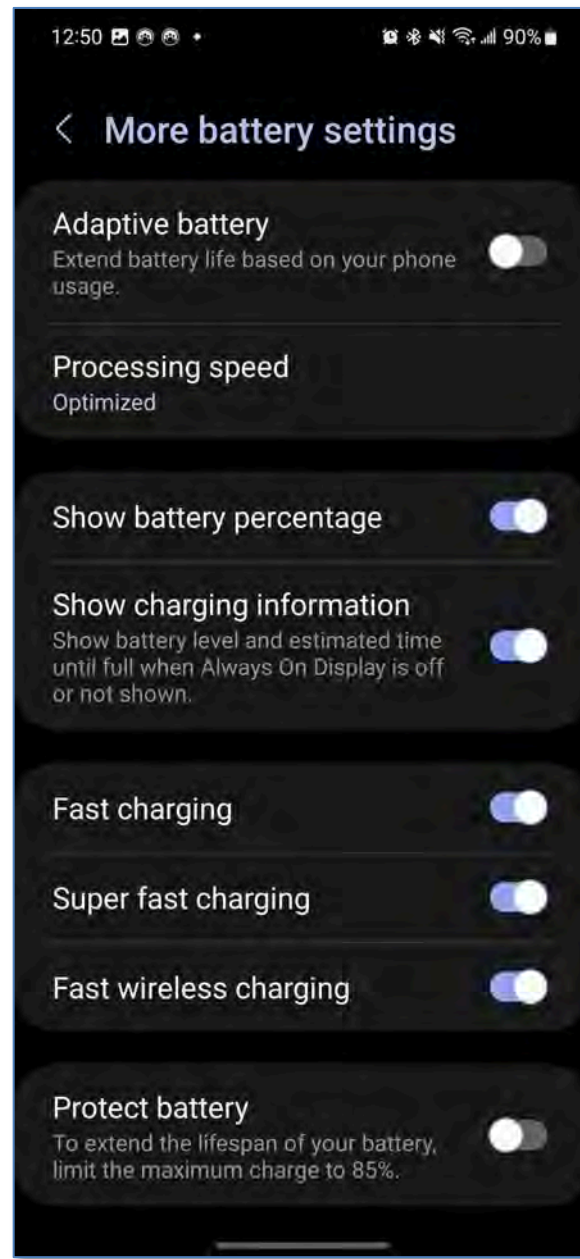 12:50 90%
More battery settings
Adaptive battery
Extend battery life based on your phone
usage.
Processing speed
Optimized
Show battery percentage
Show charging information
Show battery level and estimated time
until full when Always On Display is off
or not shown.
Fast charging
Super fast charging
Fast wireless charging
Protect battery
To extend the lifespan of your battery,
limit the maximum charge to 85%.